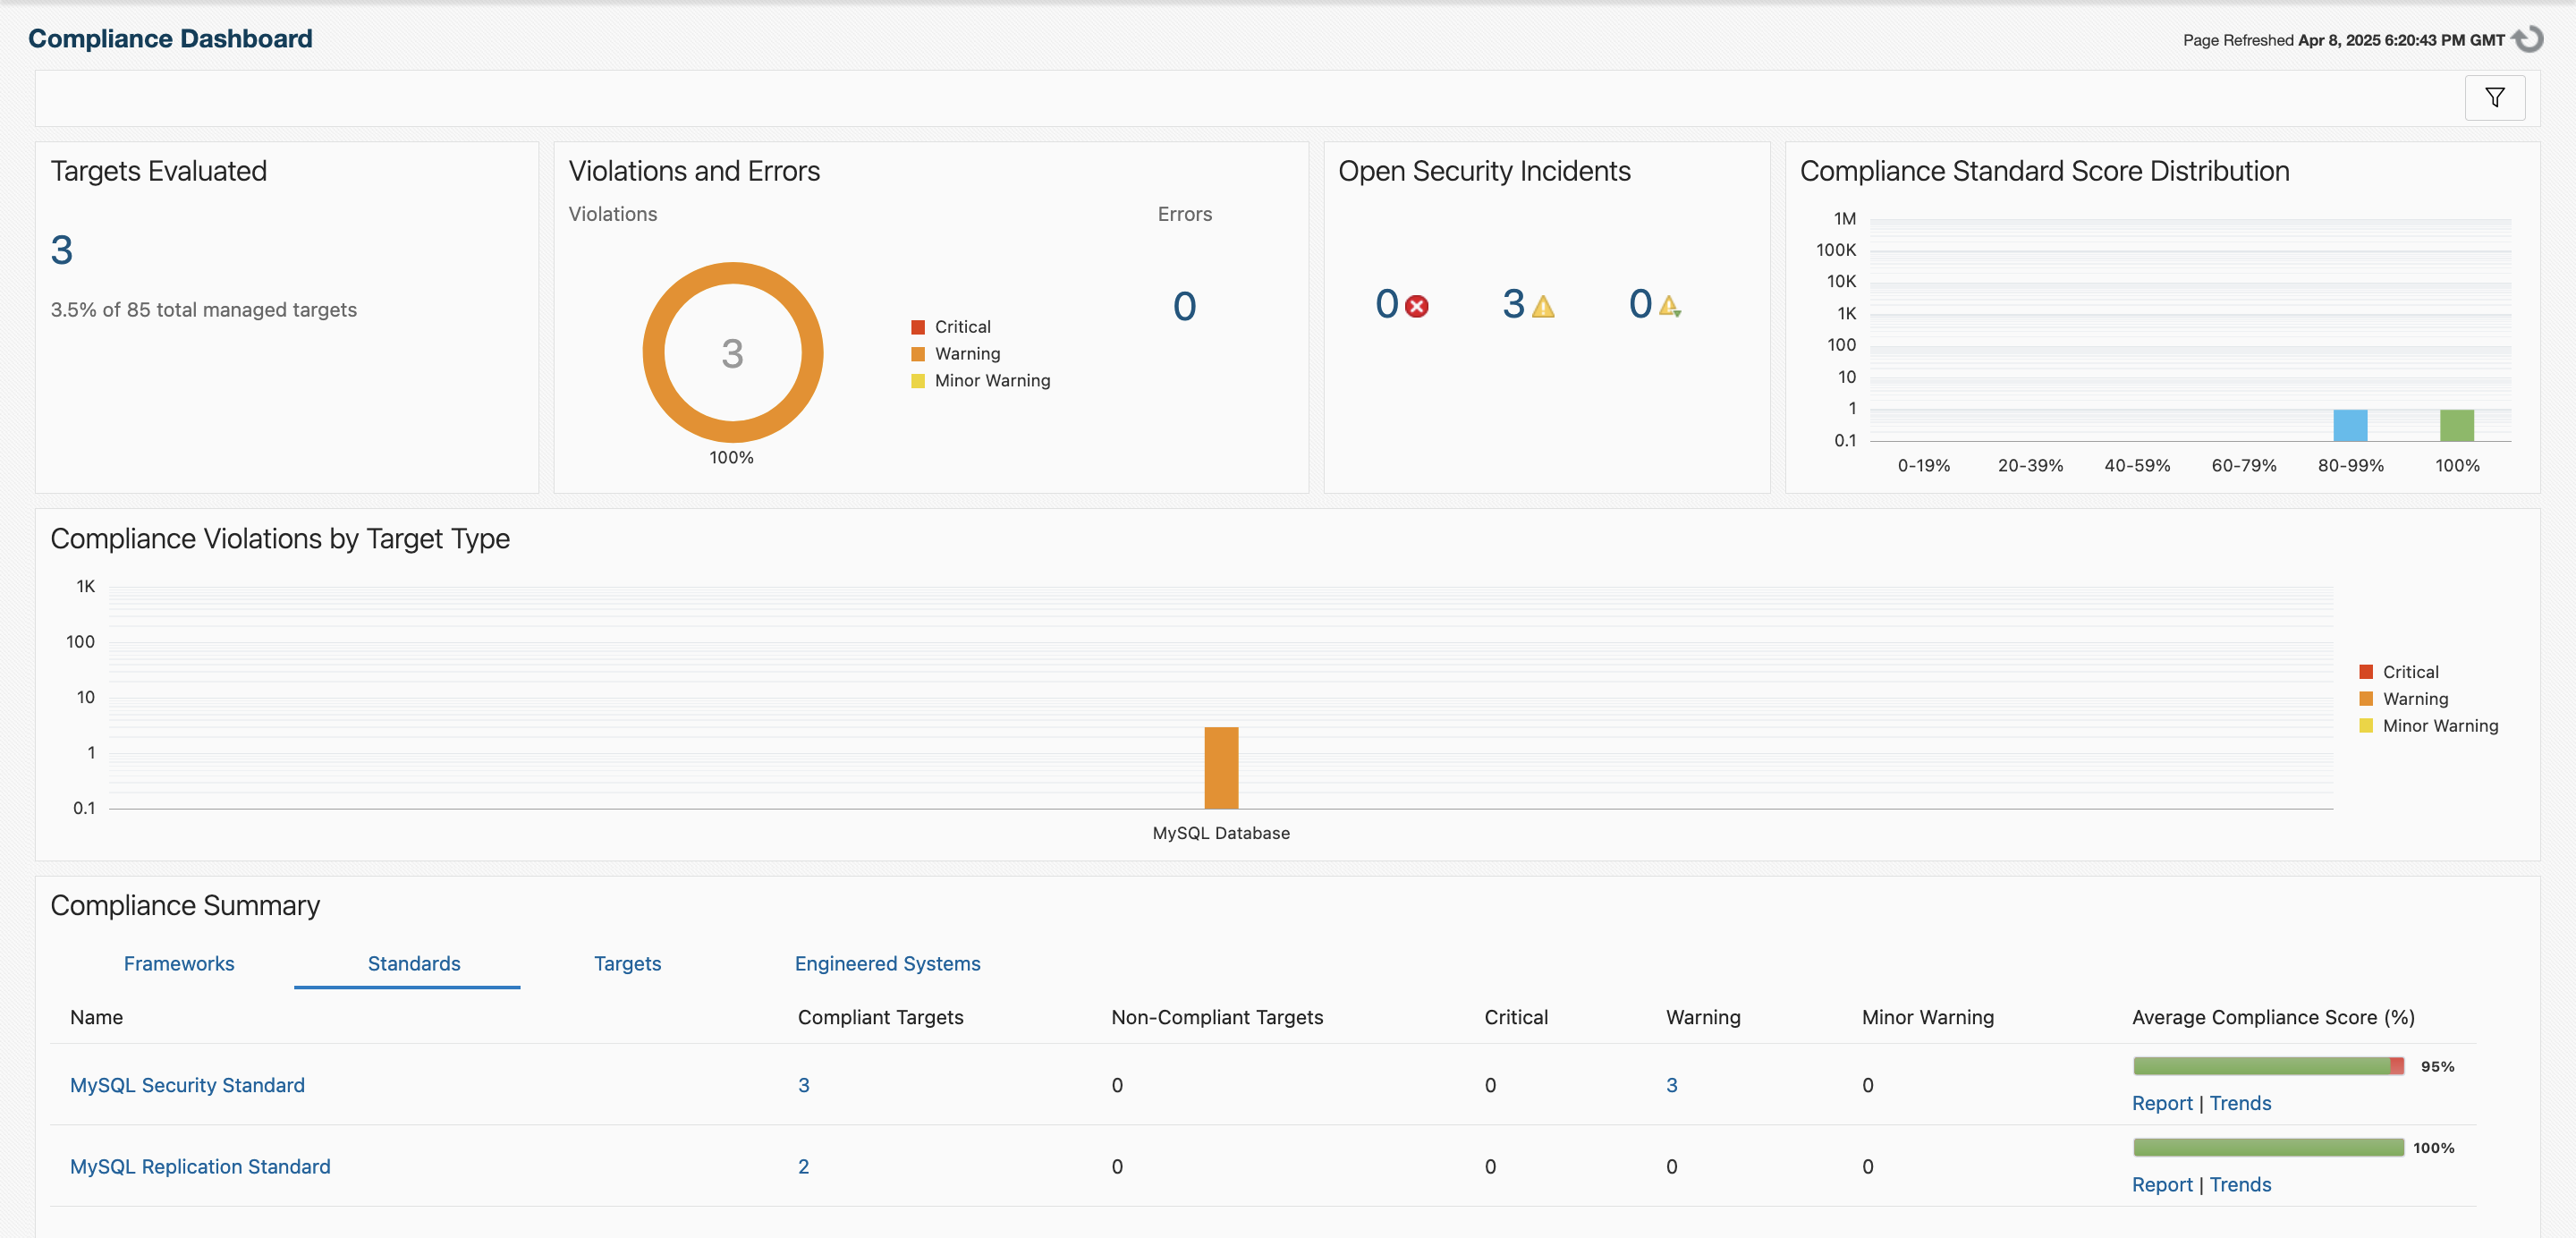 Compliance Dashboard
Page Refreshed Apr 8, 2025 6:20:43 PM GMT
Targets Evaluated
3
3.5% of 85 total managed targets
Violations and Errors
Violations
Errors
3
100%
Critical
Warning
Minor Warning
0
Open Security Incidents
0
3
0
Compliance Standard Score Distribution
1M
100K
10K
1K
100
10
1
0.1
0-19% 20-39% 40-59% 60-79% 80-99% 100%
Compliance Violations by Target Type
1K
100
10
1
0.1
MySQL Database
Critical
Warning
Minor Warning
Compliance Summary
Frameworks Standards Targets Engineered Systems
Name Compliant Targets Non-Compliant Targets Critical Warning Minor Warning Average Compliance Score (%)
MySQL Security Standard 3 0 0 3 0 95%
Report | Trends
MySQL Replication Standard 2 0 0 0 0 100%
Report | Trends